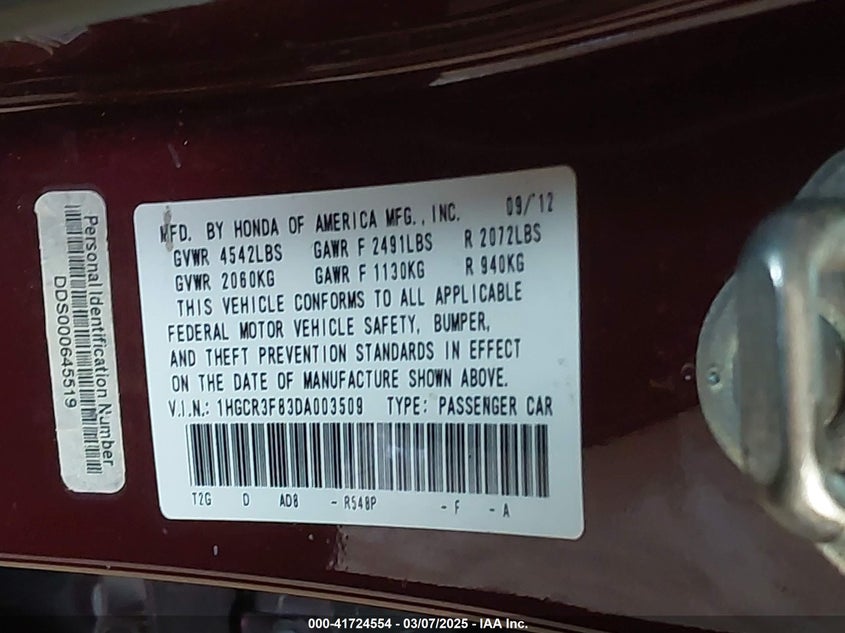 Personal Identification Number
DDS000645519
MFD. BY HONDA OF AMERICA MFG., INC. 09/12
GVWR 4542LBS GAWR F 2491LBS R 2072LBS
GVWR 2060KG GAWR F 1130KG R 940KG
THIS VEHICLE CONFORMS TO ALL APPLICABLE
FEDERAL MOTOR VEHICLE SAFETY, BUMPER,
AND THEFT PREVENTION STANDARDS IN EFFECT
ON THE DATE OF MANUFACTURE SHOWN ABOVE.
V.I.N.: 1HGCR3F83DA003509 TYPE: PASSENGER CAR
T2G D AD8 - R548P - F - A
000-41724554 — 03/07/2025 — IAA Inc.